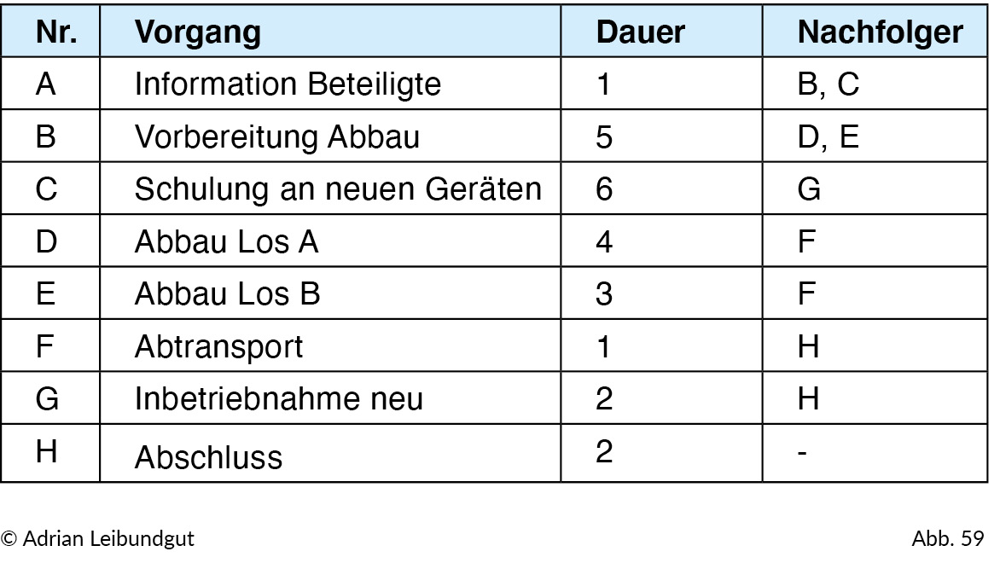 Nr. Vorgang Dauer Nachfolger
A Information Beteiligte 1 B, C
B Vorbereitung Abbau 5 D, E
C Schulung an neuen Geräten 6 G
D Abbau Los A 4 F
E Abbau Los B 3 F
F Abtransport 1 H
G Inbetriebnahme neu 2 H
H Abschluss 2 -
© Adrian Leibundgut Abb. 59